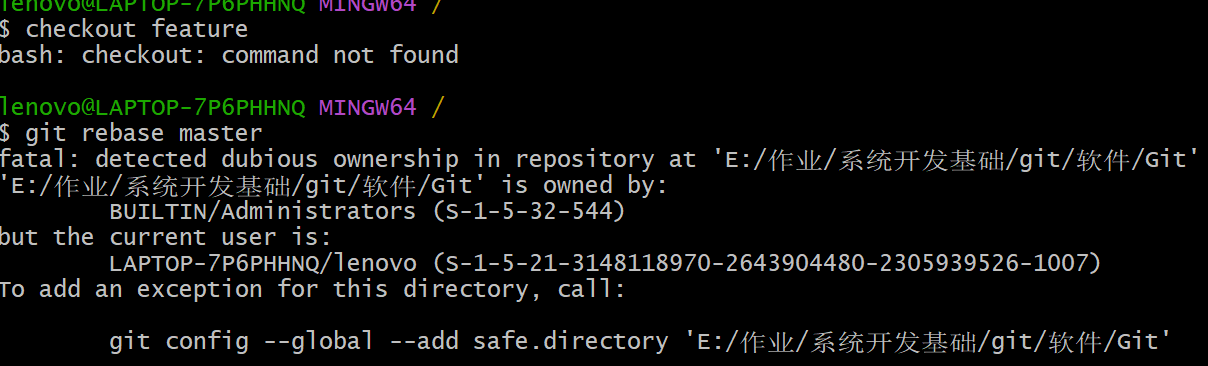 lenovo@LAPTOP-7P6PHHNQ MINGW64 /
$ checkout feature
bash: checkout: command not found
lenovo@LAPTOP-7P6PHHNQ MINGW64 /
$ git rebase master
fatal: detected dubious ownership in repository at 'E:/作业/系统开发基础/git/软件/Git'
'E:/作业/系统开发基础/git/软件/Git' is owned by:
BUILTIN/Administrators (S-1-5-32-544)
but the current user is:
LAPTOP-7P6PHHNQ/lenovo (S-1-5-21-3148118970-2643904480-2305939526-1007)
To add an exception for this directory, call:
git config --global --add safe.directory 'E:/作业/系统开发基础/git/软件/Git'